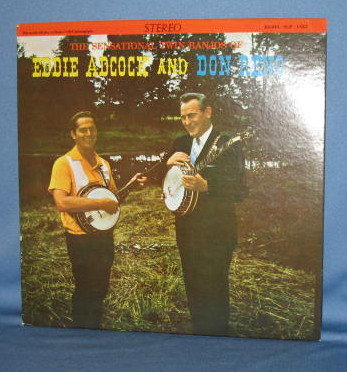 STEREO
THE SENSATIONAL TWIN BANJOS OF
EDDIE ADCOCK AND DON RENO